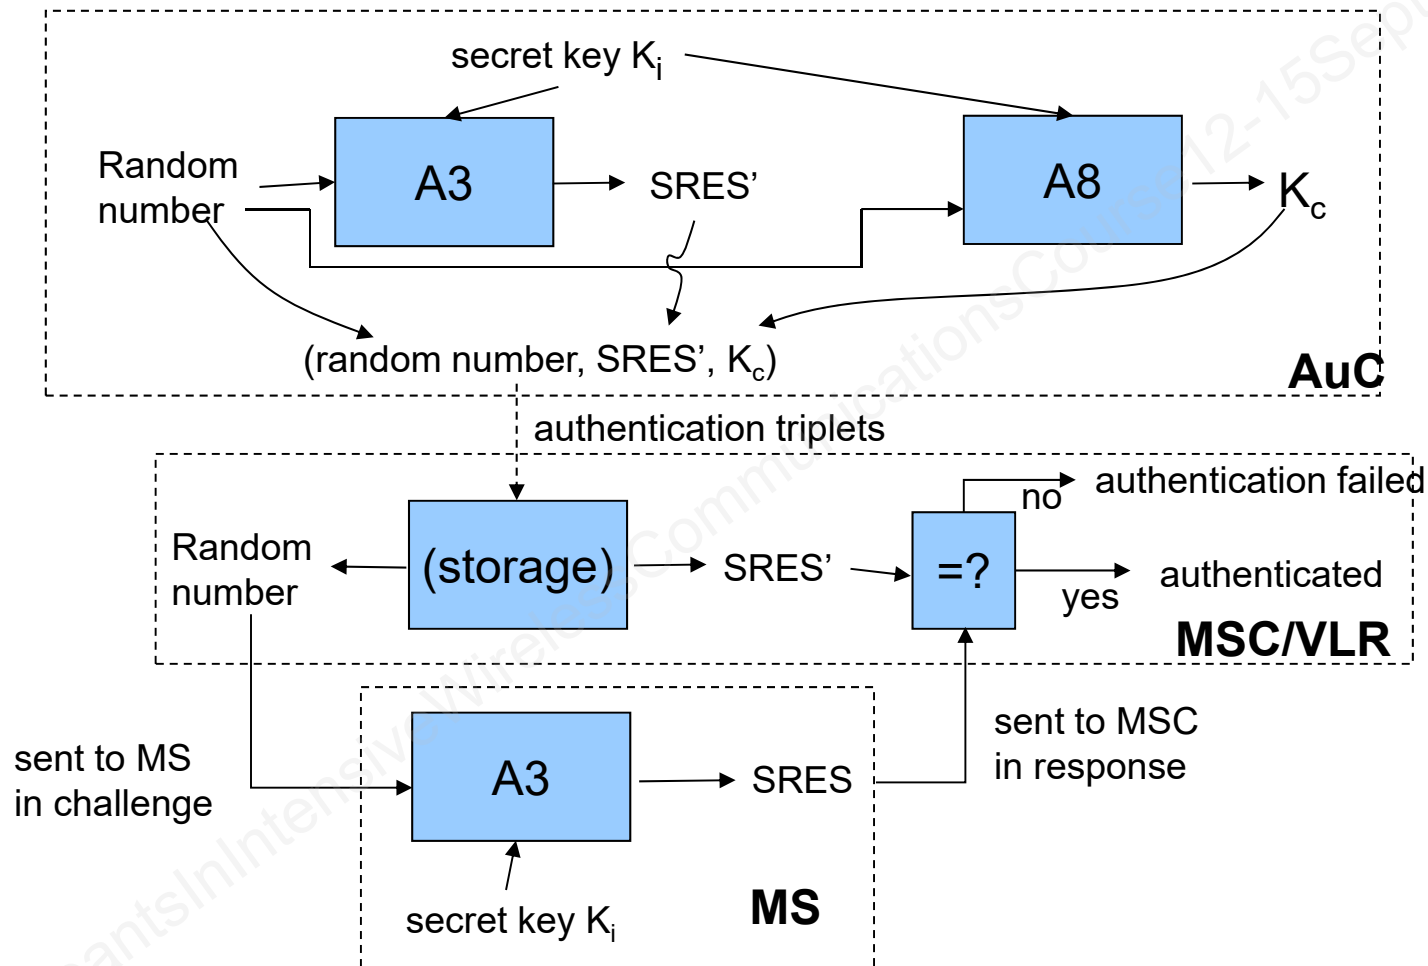 secret key Ki
Random
number
A3
SRES’
A8
Kc
(random number, SRES’, Kc)
AuC
authentication triplets
no
authentication failed
Random
number
(storage)
SRES’
=?
yes
authenticated
MSC/VLR
sent to MS
in challenge
A3
SRES
sent to MSC
in response
secret key Ki
MS
antsInIntensiveWirelessCommunicationsCourse12-15Sept